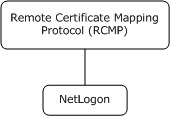 Remote Certificate Mapping
Protocol (RCMP)
NetLogon